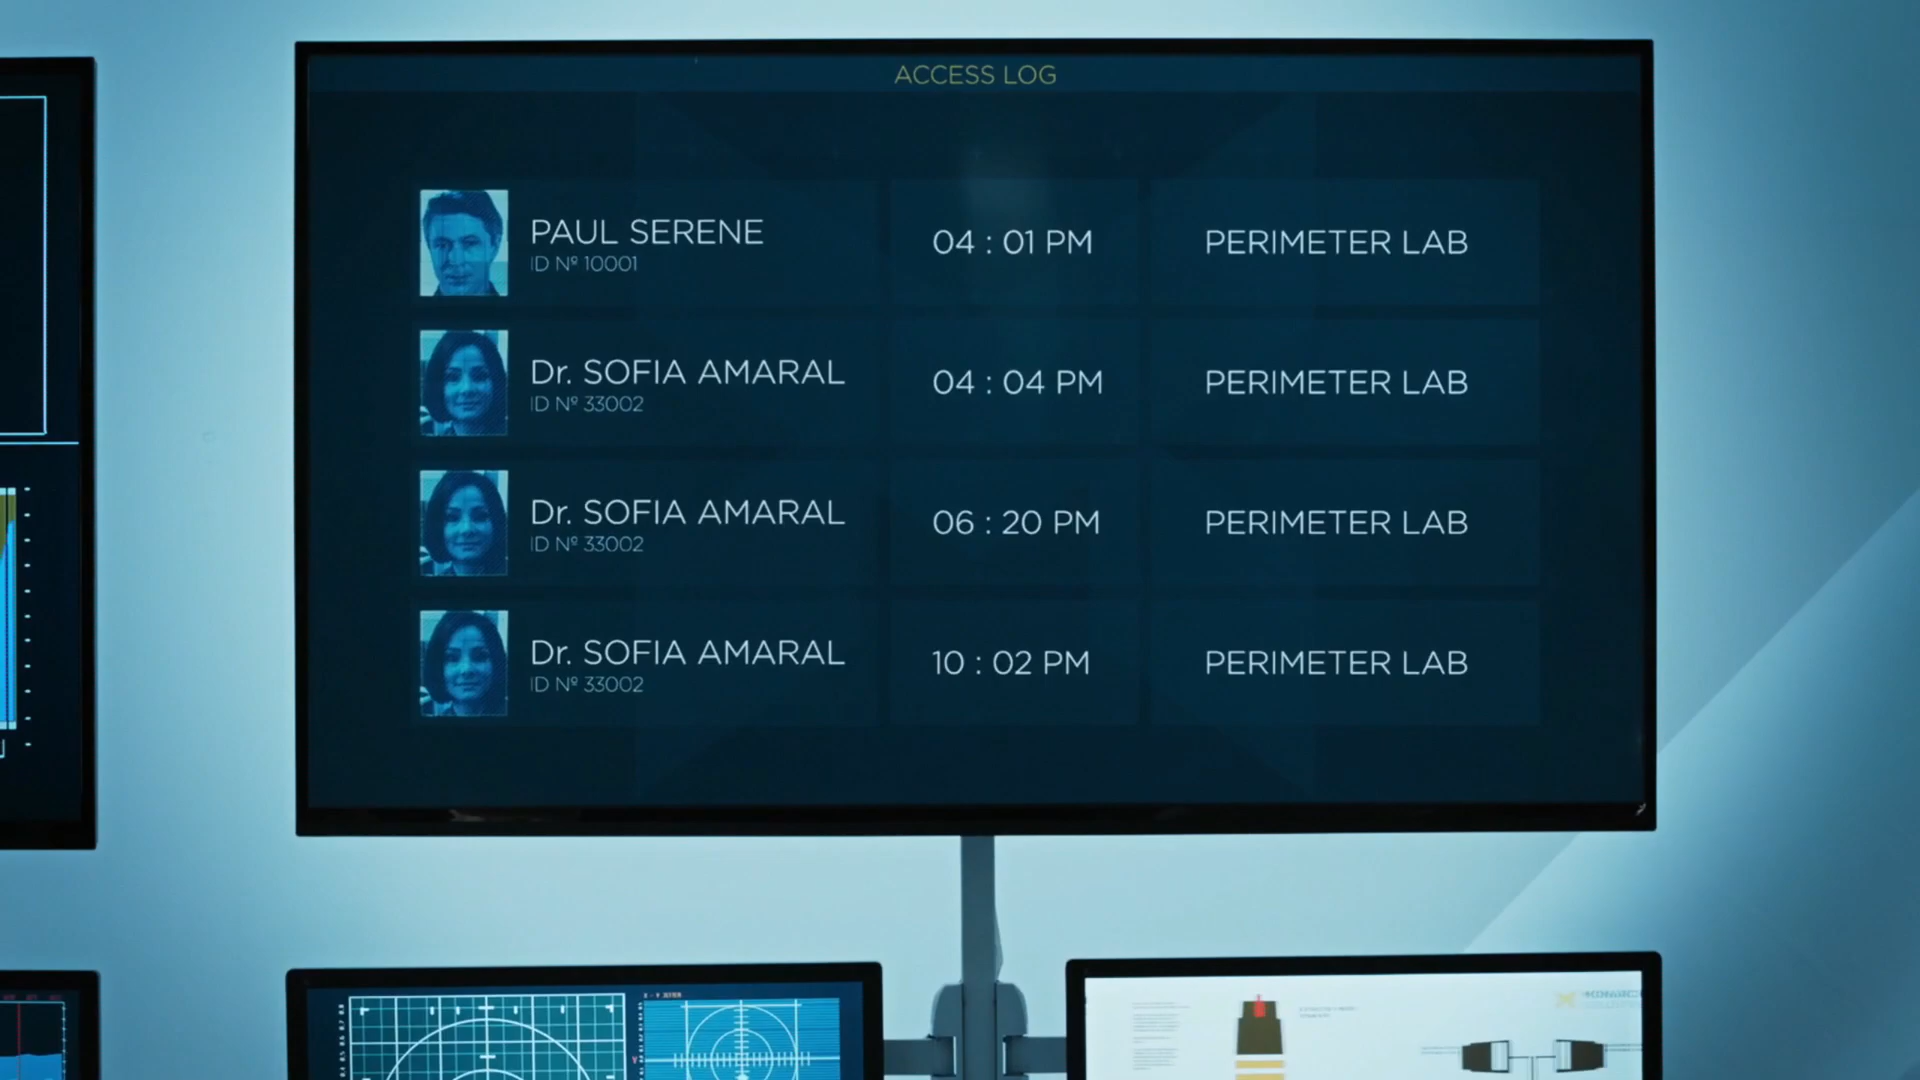 ACCESS LOG
PAUL SERENE
ID Nº 10001
04 : 01 PM
PERIMETER LAB
Dr. SOFIA AMARAL
ID Nº 33002
04 : 04 PM
PERIMETER LAB
Dr. SOFIA AMARAL
ID Nº 33002
06 : 20 PM
PERIMETER LAB
Dr. SOFIA AMARAL
ID Nº 33002
10 : 02 PM
PERIMETER LAB